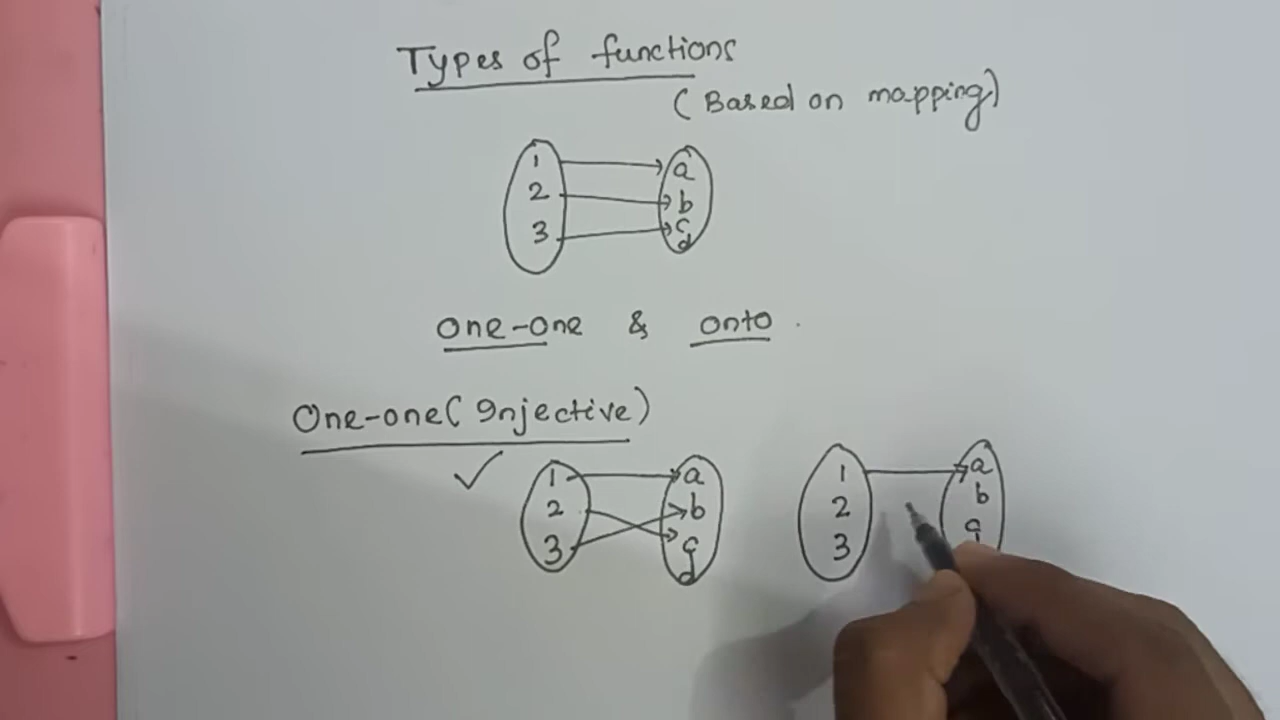 Types of functions
(Based on mapping)
1 a
2 b
3 c
d
One-one & onto.
One-one (Injective)
1 a 1 a
2 b 2 b
3 c 3 c
d